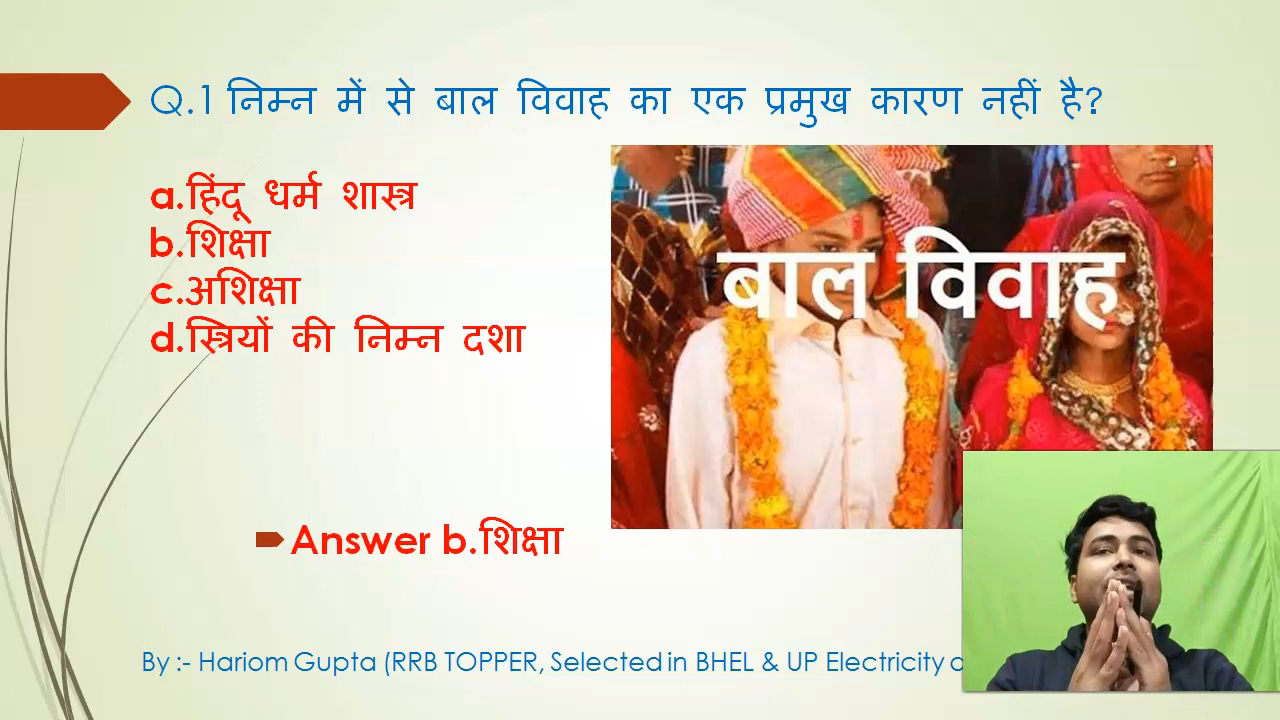 Q.1 निम्न में से बाल विवाह का एक प्रमुख कारण नहीं है?
a.हिंदू धर्म शास्त्र
b.शिक्षा
c.अशिक्षा
d.स्त्रियों की निम्न दशा
बाल विवाह
Answer b.शिक्षा
By :- Hariom Gupta (RRB TOPPER, Selected in BHEL & UP Electricity